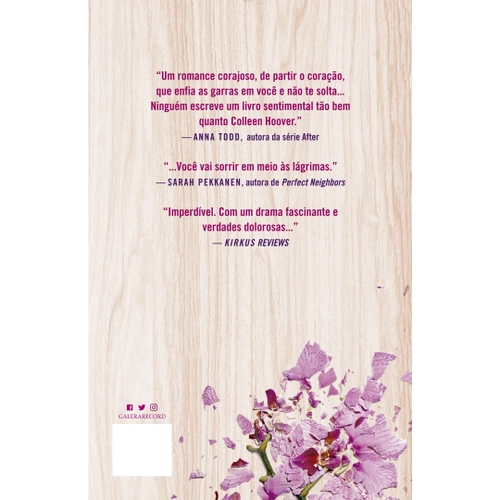 “Um romance corajoso, de partir o coração,
que enfia as garras em você e não te solta...
Ninguém escreve um livro sentimental tão bem
quanto Colleen Hoover.”
— ANNA TODD, autora da série After
“...Você vai sorrir em meio às lágrimas.”
— SARAH PEKKANEN, autora de Perfect Neighbors
“Imperdível. Com um drama fascinante e
verdades dolorosas...”
— KIRKUS REVIEWS
GALERARECORD